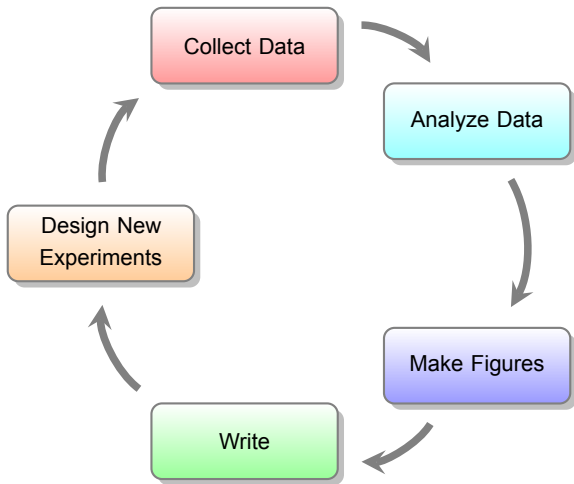 Collect Data
Analyze Data
Make Figures
Write
Design New
Experiments